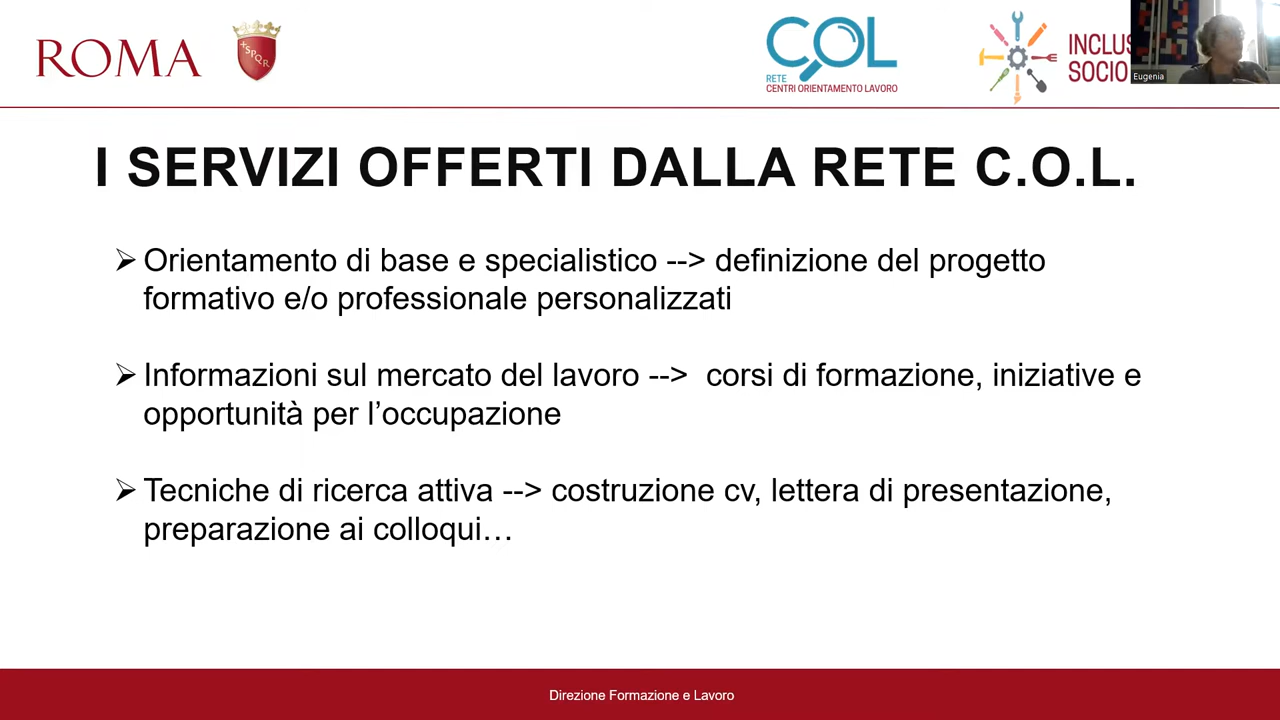 ROMA
XSPQR
COL
RETE
CENTRI ORIENTAMENTO LAVORO
INCLUS
SOCIO
Eugenia
I SERVIZI OFFERTI DALLA RETE C.O.L.
➢ Orientamento di base e specialistico --> definizione del progetto
formativo e/o professionale personalizzati
➢ Informazioni sul mercato del lavoro --> corsi di formazione, iniziative e
opportunità per l’occupazione
➢ Tecniche di ricerca attiva --> costruzione cv, lettera di presentazione,
preparazione ai colloqui…
Direzione Formazione e Lavoro